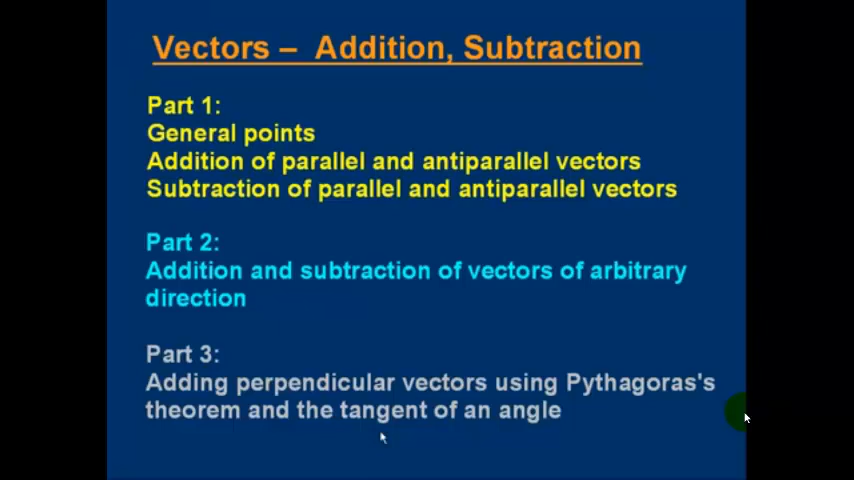 Vectors – Addition, Subtraction
Part 1:
General points
Addition of parallel and antiparallel vectors
Subtraction of parallel and antiparallel vectors
Part 2:
Addition and subtraction of vectors of arbitrary
direction
Part 3:
Adding perpendicular vectors using Pythagoras's
theorem and the tangent of an angle